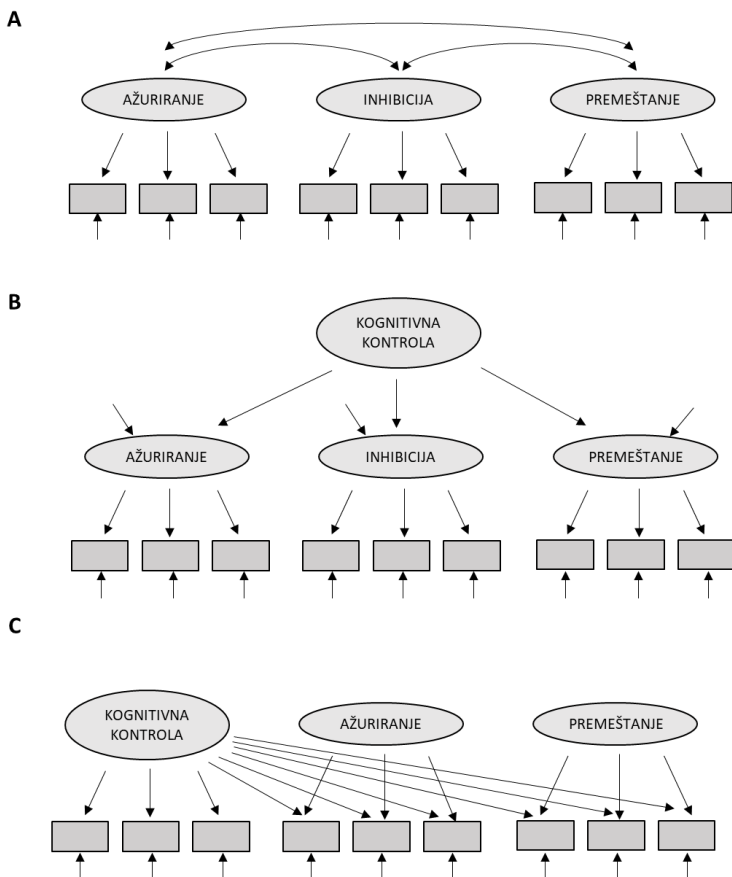 A
AŽURIRANJE
INHIBICIJA
PREMEŠTANJE
B
KOGNITIVNA
KONTROLA
AŽURIRANJE
INHIBICIJA
PREMEŠTANJE
C
KOGNITIVNA
KONTROLA
AŽURIRANJE
PREMEŠTANJE